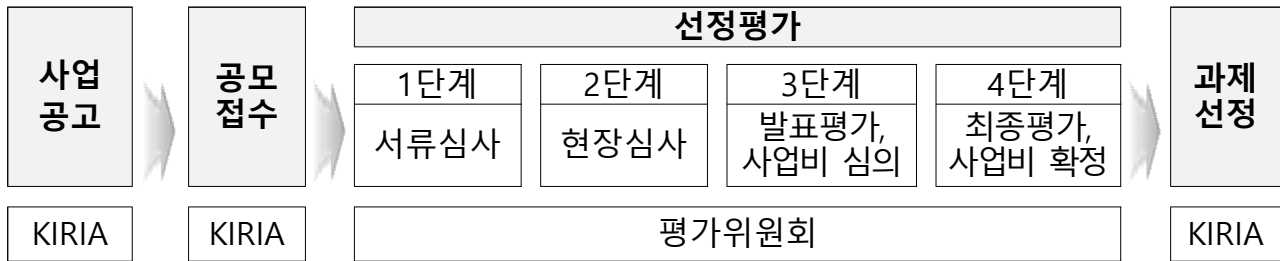 사업
공고
공모
접수
선정평가
1단계
서류심사
2단계
현장심사
3단계
발표평가,
사업비 심의
4단계
최종평가,
사업비 확정
과제
선정
KIRIA
KIRIA
평가위원회
KIRIA